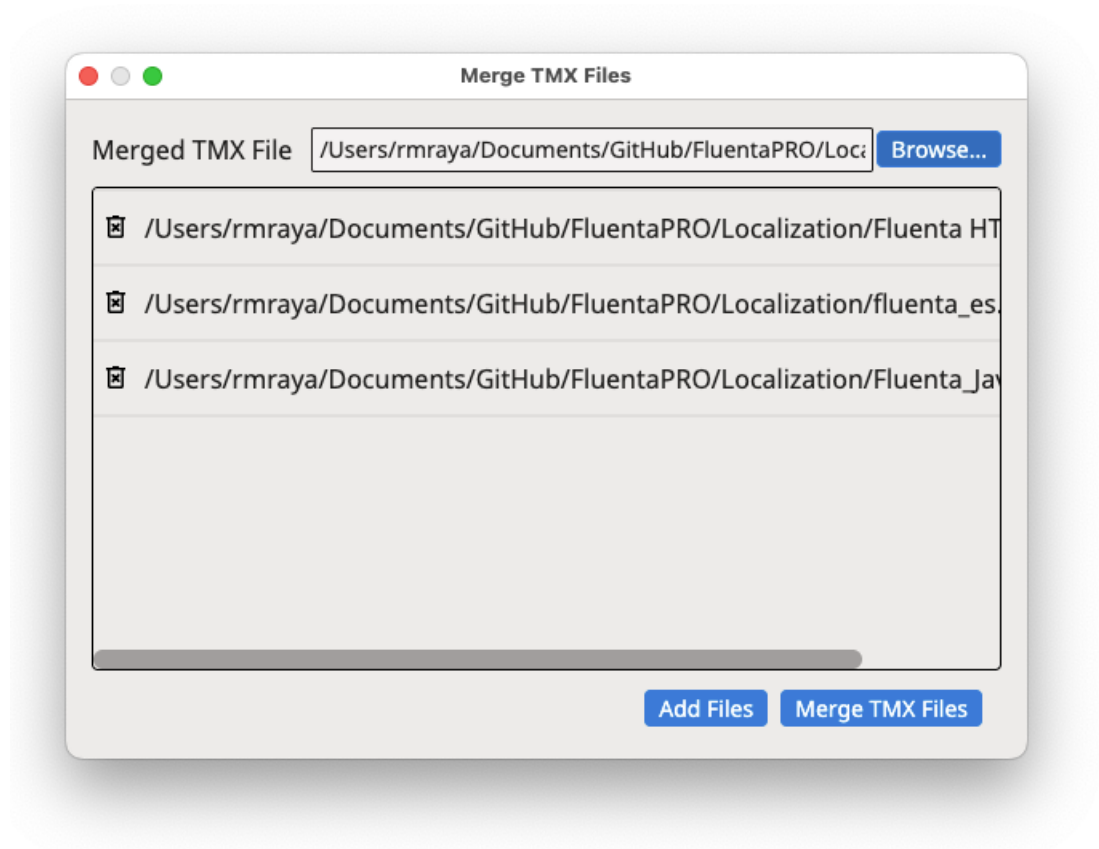 Merge TMX Files
Merged TMX File /Users/rmraya/Documents/GitHub/FluentaPRO/Loca Browse...
/Users/rmraya/Documents/GitHub/FluentaPRO/Localization/Fluenta HT
/Users/rmraya/Documents/GitHub/FluentaPRO/Localization/fluenta_es.
/Users/rmraya/Documents/GitHub/FluentaPRO/Localization/Fluenta_Jav
Add Files Merge TMX Files